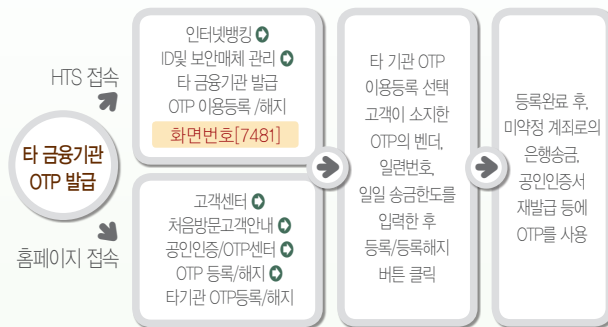 타 금융기관
OTP 발급
HTS 접속
인터넷뱅킹
ID및 보안매체 관리
타 금융기관 발급
OTP 이용등록 /해지
화면번호[7481]
홈페이지 접속
고객센터
처음방문고객안내
공인인증/OTP센터
OTP 등록/해지
타기관 OTP등록/해지
타 기관 OTP
이용등록 선택
고객이 소지한
OTP의 벤더,
일련번호,
일일 송금한도를
입력한 후
등록/등록해지
버튼 클릭
등록완료 후,
미약정 계좌로의
은행송금,
공인인증서
재발급 등에
OTP를 사용